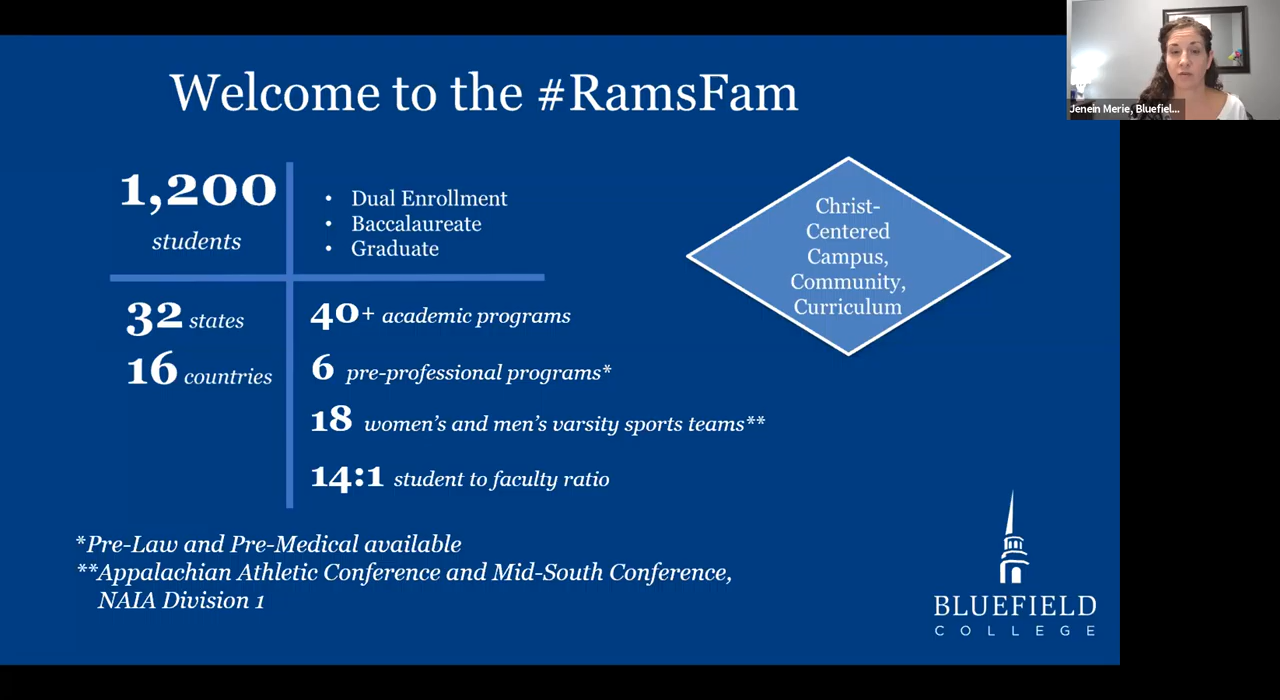 Welcome to the #RamsFam
1,200
students
• Dual Enrollment
• Baccalaureate
• Graduate
32 states
16 countries
40+ academic programs
6 pre-professional programs*
18 women's and men's varsity sports teams**
14:1 student to faculty ratio
Christ-
Centered
Campus,
Community,
Curriculum
*Pre-Law and Pre-Medical available
**Appalachian Athletic Conference and Mid-South Conference,
NAIA Division 1
BLUEFIELD
COLLEGE
Jenein Merie, Bluefiel...